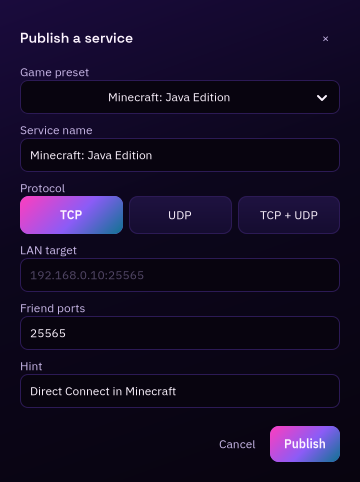 Publish a service ×
Game preset
Minecraft: Java Edition
Service name
Minecraft: Java Edition
Protocol
TCP UDP TCP + UDP
LAN target
192.168.0.10:25565
Friend ports
25565
Hint
Direct Connect in Minecraft
Cancel Publish